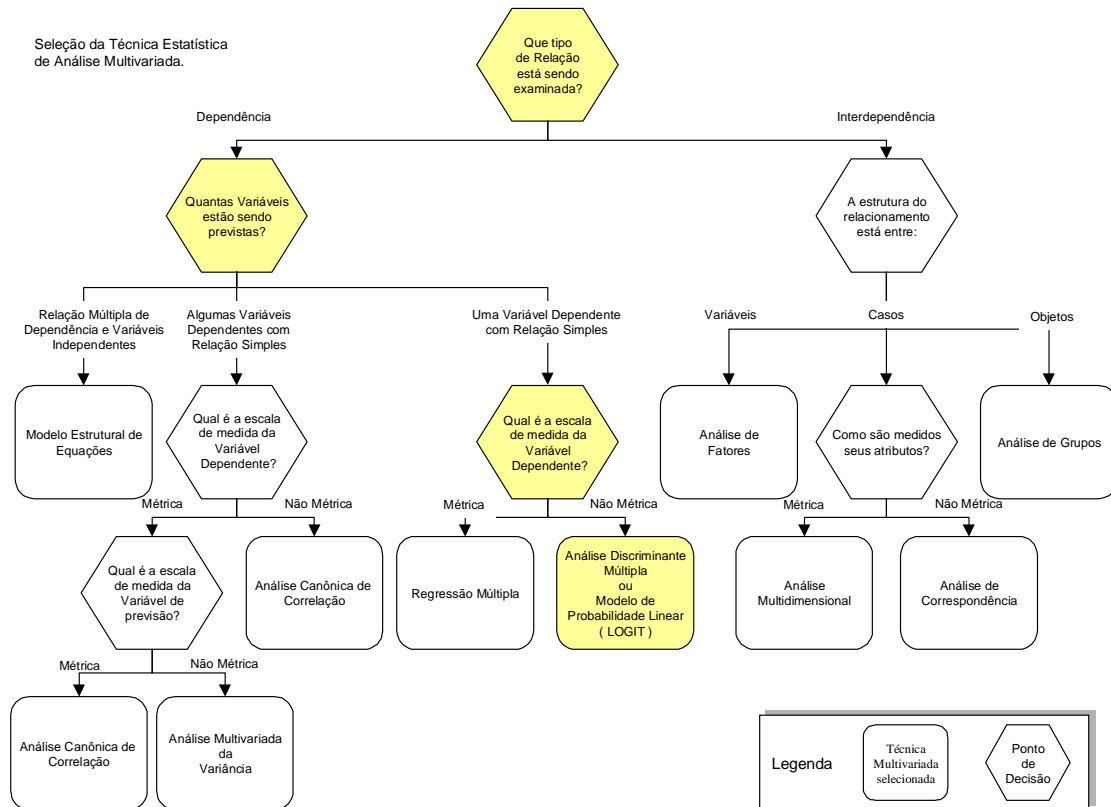 Seleção da Técnica Estatística
de Análise Multivariada.
Que tipo
de Relação
está sendo
examinada?
Dependência
Interdependência
Quantas Variáveis
estão sendo
previstas?
A estrutura do
relacionamento
está entre:
Relação Múltipla de
Dependência e Variáveis
Independentes
Algumas Variáveis
Dependentes com
Relação Simples
Uma Variável Dependente
com Relação Simples
Variáveis
Casos
Objetos
Modelo Estrutural de
Equações
Qual é a escala
de medida da
Variável
Dependente?
Qual é a escala
de medida da
Variável
Dependente?
Análise de
Fatores
Como são medidos
seus atributos?
Análise de Grupos
Métrica
Não Métrica
Métrica
Não Métrica
Métrica
Não Métrica
Qual é a escala
de medida da
Variável de
previsão?
Análise Canônica de
Correlação
Regressão Múltipla
Análise Discriminante
Múltipla
ou
Modelo de
Probabilidade Linear
( LOGIT )
Análise
Multidimensional
Análise de
Correspondência
Métrica
Não Métrica
Análise Canônica de
Correlação
Análise Multivariada
da
Variância
Legenda
Técnica
Multivariada
selecionada
Ponto
de
Decisão